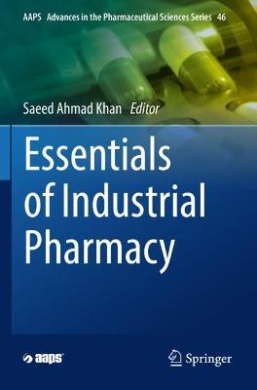 AAPS Advances in the Pharmaceutical Sciences Series 46
Saeed Ahmad Khan Editor
Essentials
of Industrial
Pharmacy
aaps
Springer